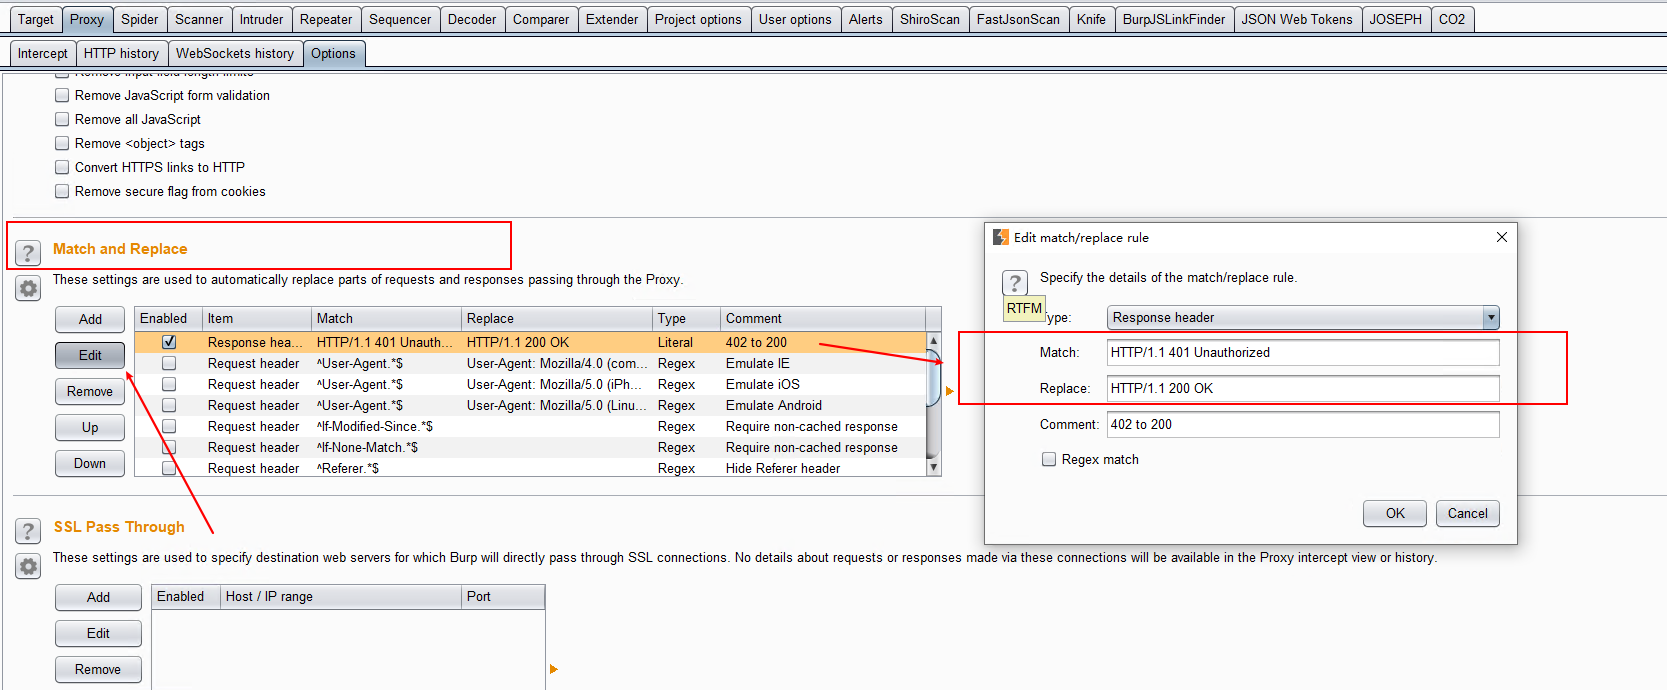 Target Proxy Spider Scanner Intruder Repeater Sequencer Decoder Comparer Extender Project options User options Alerts ShiroScan FastJsonScan Knife BurpJSLinkFinder JSON Web Tokens JOSEPH CO2
Intercept HTTP history WebSockets history Options
Remove input field length limits
Remove JavaScript form validation
Remove all JavaScript
Remove <object> tags
Convert HTTPS links to HTTP
Remove secure flag from cookies
? Match and Replace
These settings are used to automatically replace parts of requests and responses passing through the Proxy.
Add
Edit
Remove
Up
Down
Enabled Item Match Replace Type Comment
Response hea... HTTP/1.1 401 Unauth... HTTP/1.1 200 OK Literal 402 to 200
Request header ^User-Agent.*$ User-Agent: Mozilla/4.0 (com... Regex Emulate IE
Request header ^User-Agent.*$ User-Agent: Mozilla/5.0 (iPh... Regex Emulate iOS
Request header ^User-Agent.*$ User-Agent: Mozilla/5.0 (Linu... Regex Emulate Android
Request header ^If-Modified-Since.*$ Regex Require non-cached response
Request header ^If-None-Match.*$ Regex Require non-cached response
Request header ^Referer.*$ Regex Hide Referer header
Edit match/replace rule
? Specify the details of the match/replace rule.
RTFM
ype: Response header
Match: HTTP/1.1 401 Unauthorized
Replace: HTTP/1.1 200 OK
Comment: 402 to 200
Regex match
OK Cancel
? SSL Pass Through
These settings are used to specify destination web servers for which Burp will directly pass through SSL connections. No details about requests or responses made via these connections will be available in the Proxy intercept view or history.
Add
Edit
Remove
Enabled Host / IP range Port